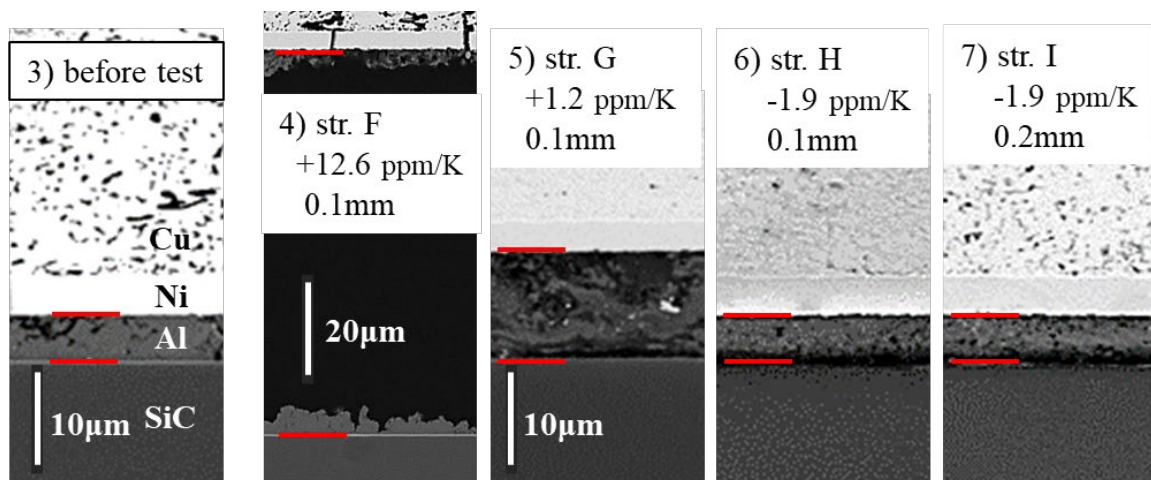 3) before test
Cu
Ni
Al
SiC
10μm
4) str. F
+12.6 ppm/K
0.1mm
20μm
5) str. G
+1.2 ppm/K
0.1mm
10μm
6) str. H
-1.9 ppm/K
0.1mm
7) str. I
-1.9 ppm/K
0.2mm